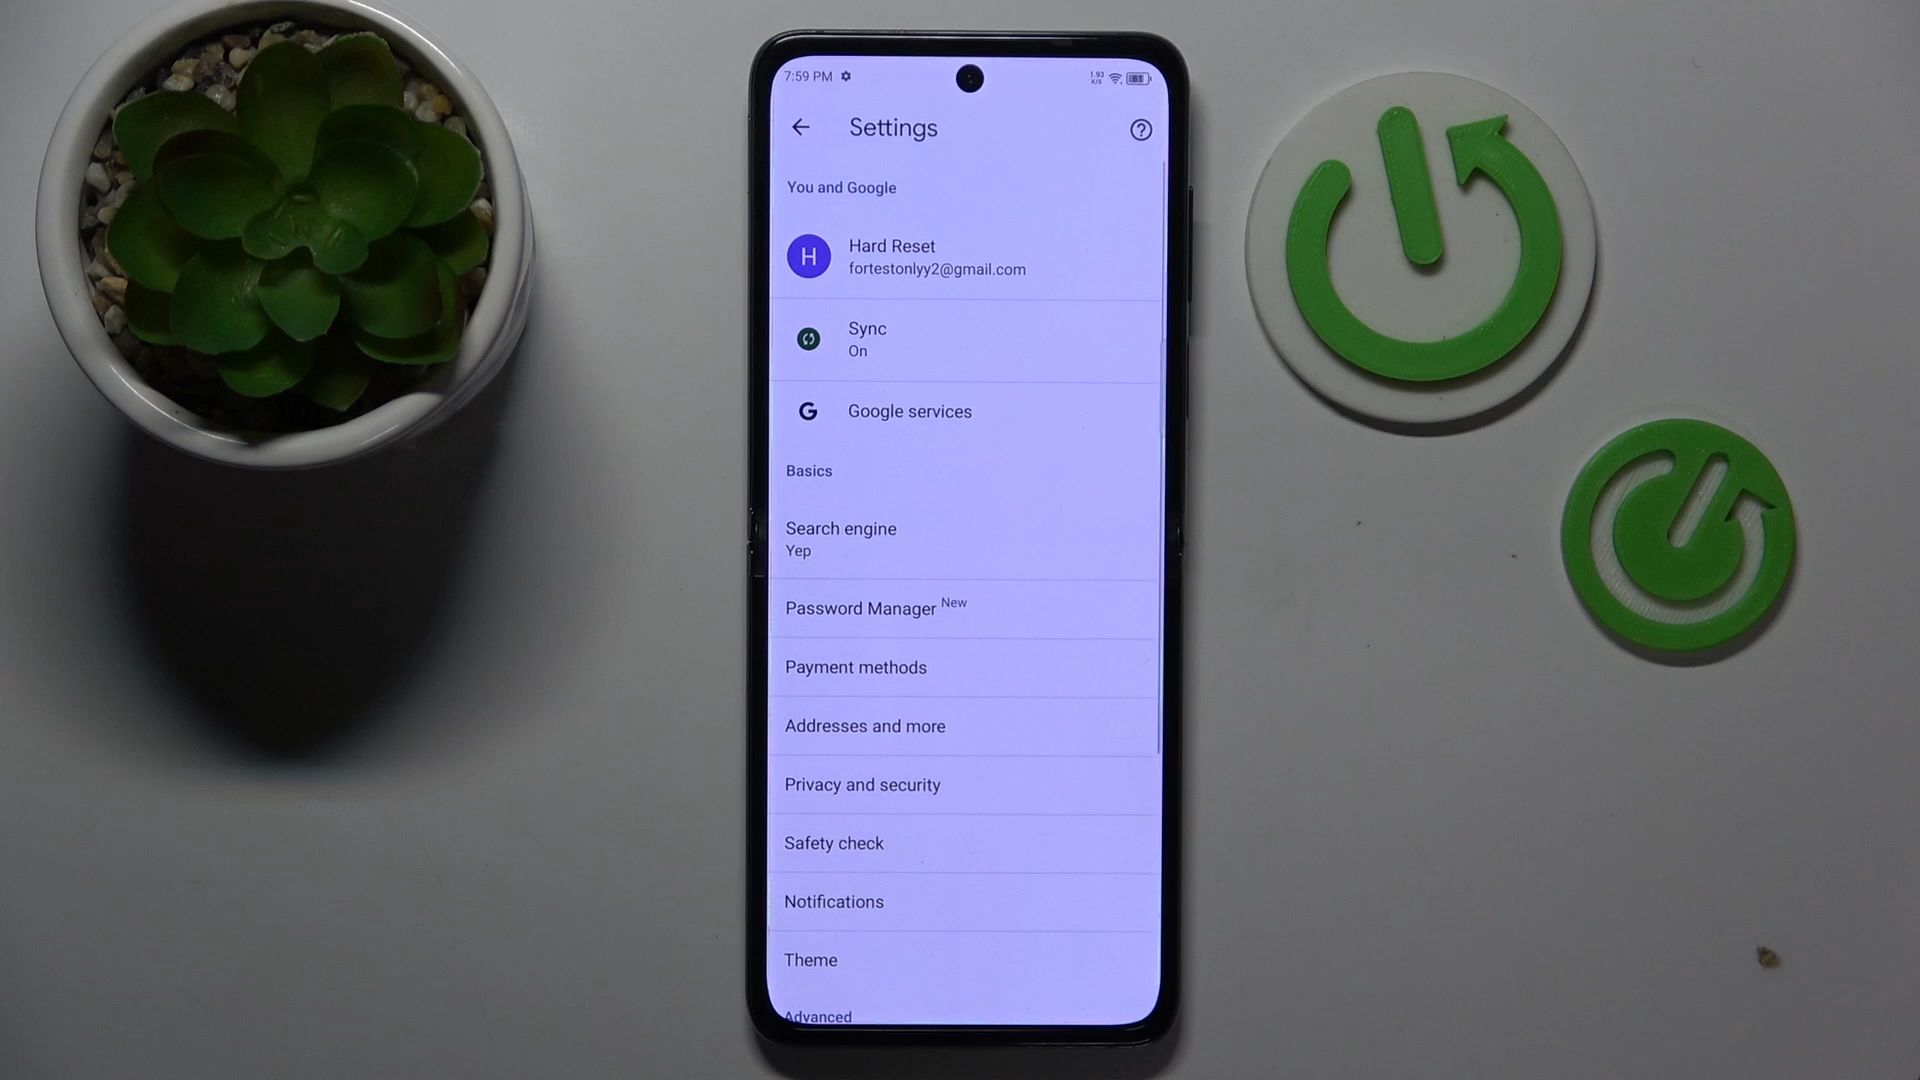 7:59 PM
1.93
K/S
81
Settings
You and Google
H
Hard Reset
fortestonlyy2@gmail.com
Sync
On
G
Google services
Basics
Search engine
Yep
Password Manager New
Payment methods
Addresses and more
Privacy and security
Safety check
Notifications
Theme
Advanced